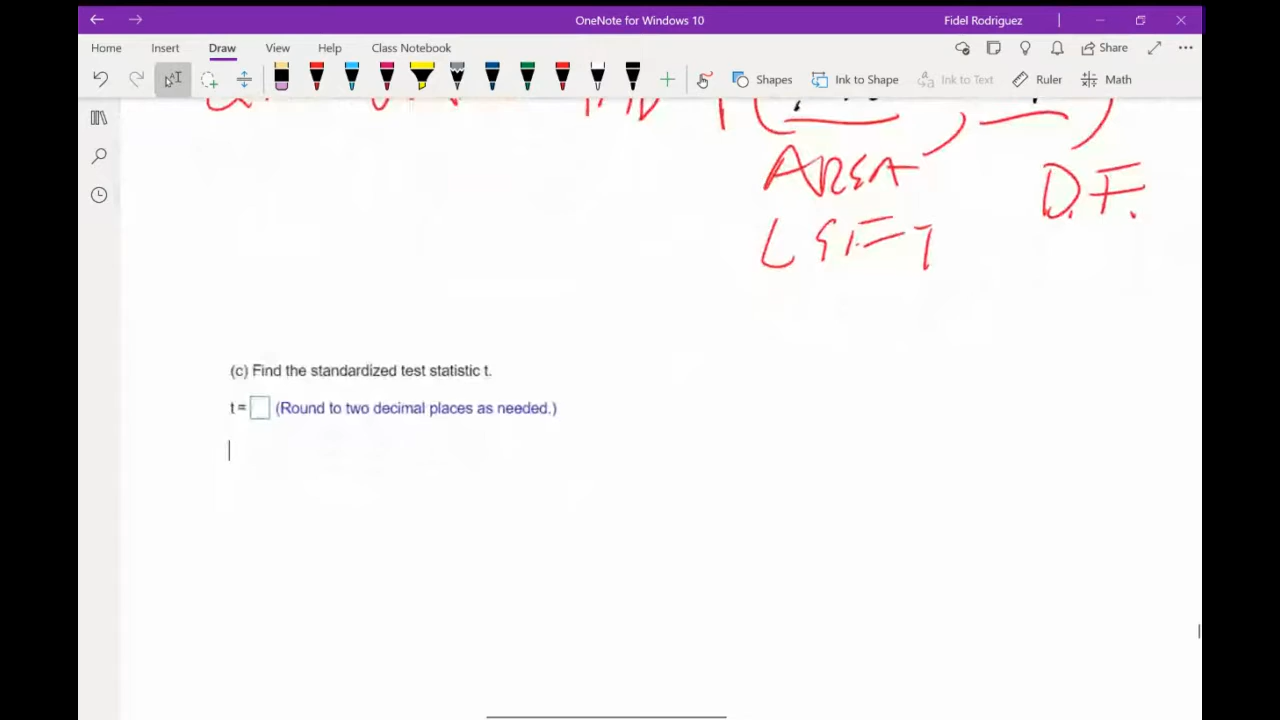 OneNote for Windows 10
Fidel Rodriguez
Home Insert Draw View Help Class Notebook
Share
Shapes Ink to Shape Ink to Text Ruler Math
AREA
LEFT
D.F.
(c) Find the standardized test statistic t.
t = (Round to two decimal places as needed.)